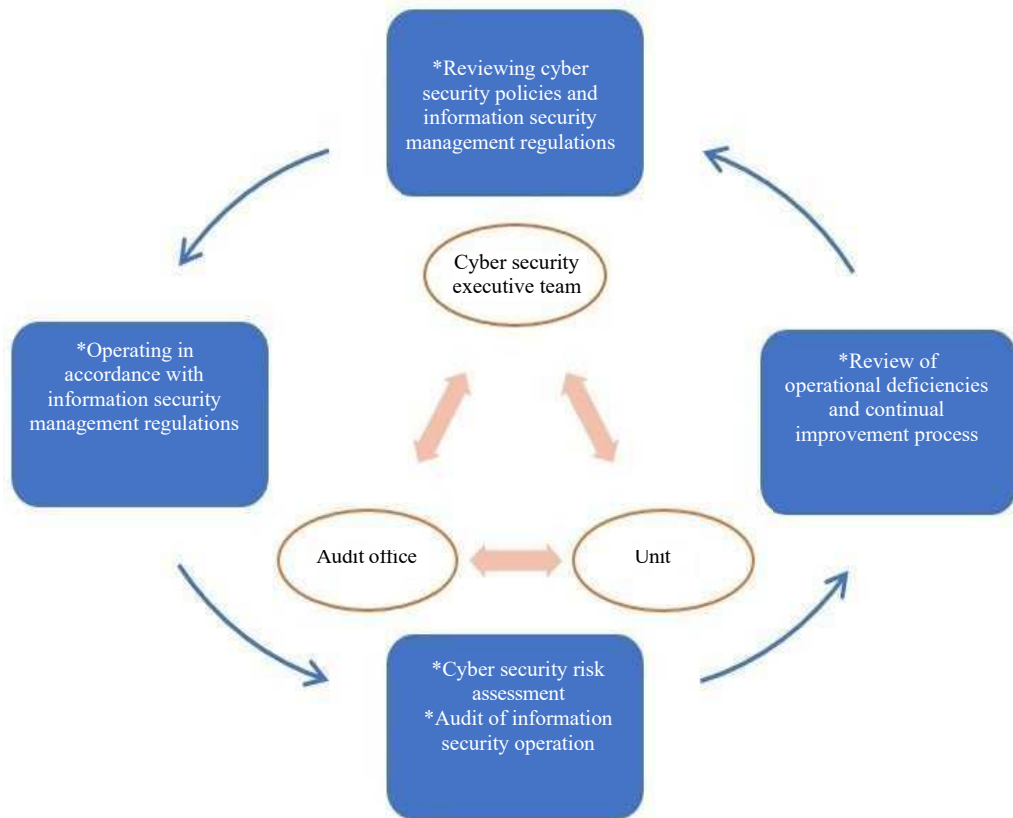 *Reviewing cyber
security policies and
information security
management regulations
Cyber security
executive team
*Operating in
accordance with
information security
management regulations
*Review of
operational deficiencies
and continual
improvement process
Audit office
Unit
*Cyber security risk
assessment
*Audit of information
security operation